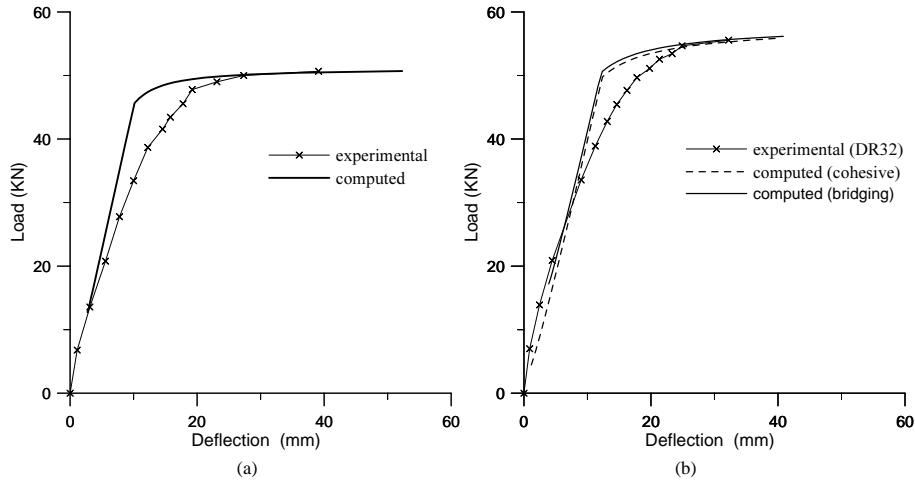 60
40
20
0
Load (KN)
0
20
40
60
Deflection (mm)
experimental
computed
(a)
60
40
20
0
Load (KN)
0
20
40
60
Deflection (mm)
experimental (DR32)
computed (cohesive)
computed (bridging)
(b)